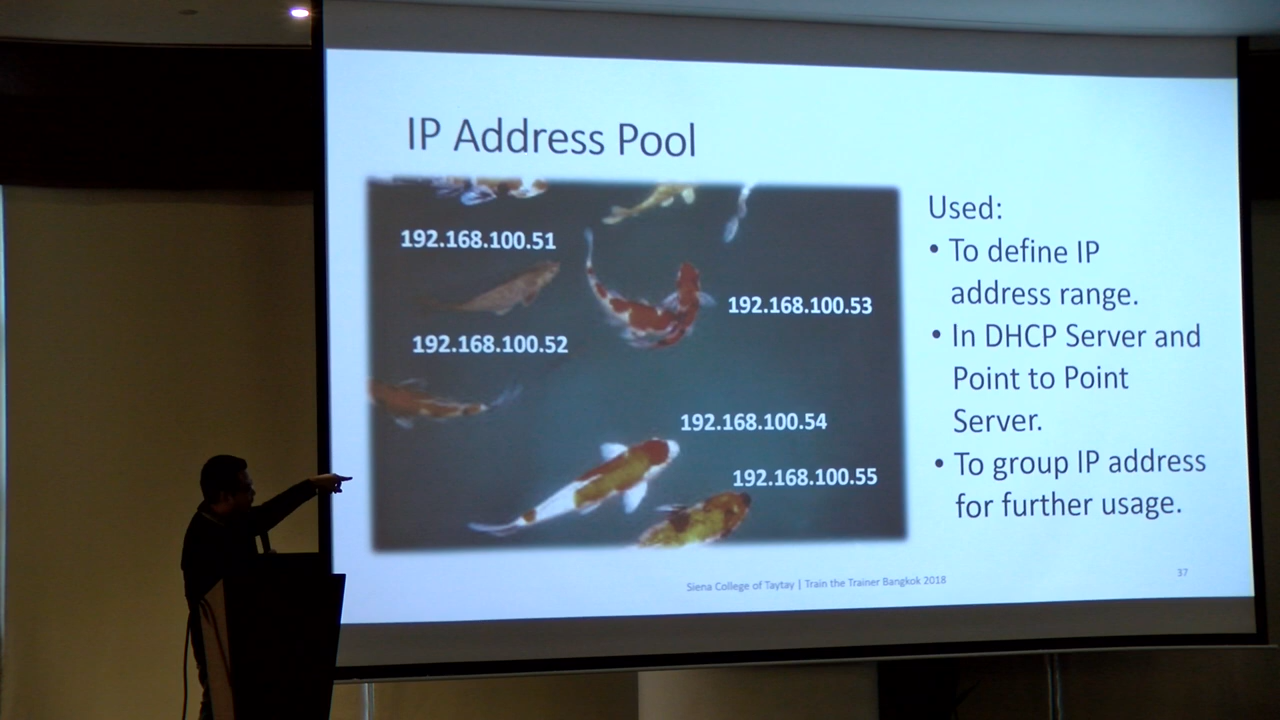 IP Address Pool
192.168.100.51
192.168.100.53
192.168.100.52
192.168.100.54
192.168.100.55
Used:
• To define IP
address range.
• In DHCP Server and
Point to Point
Server.
• To group IP address
for further usage.
Siena College of Taytay | Train the Trainer Bangkok 2018
37